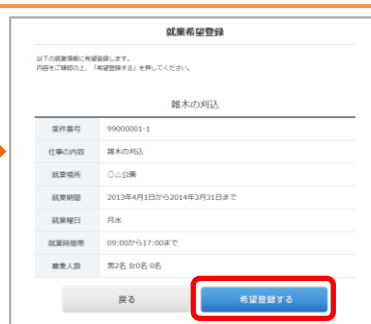 就業希望登録
以下の就業情報に希望登録します。
内容をご確認の上、「希望登録する」を押してください。
雑木の刈込
案件番号 99000001-1
仕事の内容 雑木の刈込
就業場所 〇△公園
就業期間 2013年4月1日から2014年3月31日まで
就業曜日 月水
就業時間帯 09:00から17:00まで
募集人数 男2名 女0名 0名
戻る 希望登録する